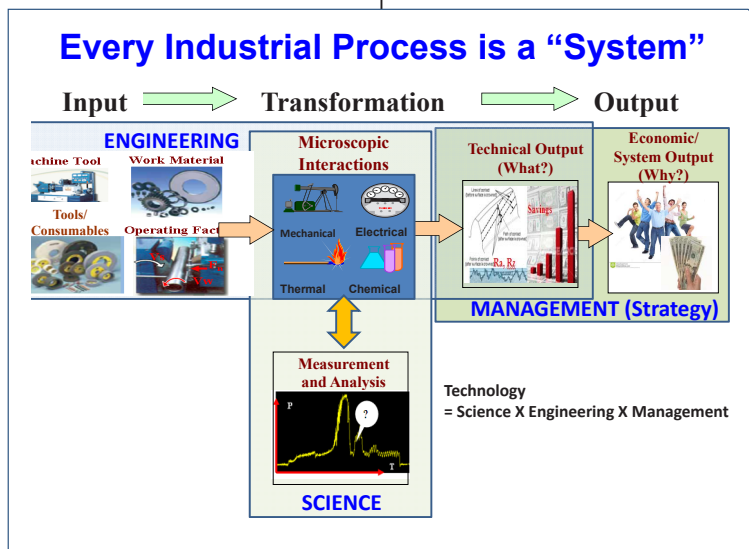 Every Industrial Process is a “System”
Input
Transformation
Output
ENGINEERING
achine Tool
Work Material
Tools/
Consumables
Operating Fact
Microscopic
Interactions
Mechanical
Electrical
Thermal
Chemical
Technical Output
(What?)
Savings
Ra, Rz
Economic/
System Output
(Why?)
MANAGEMENT (Strategy)
Measurement
and Analysis
P
?
T
SCIENCE
Technology
= Science X Engineering X Management